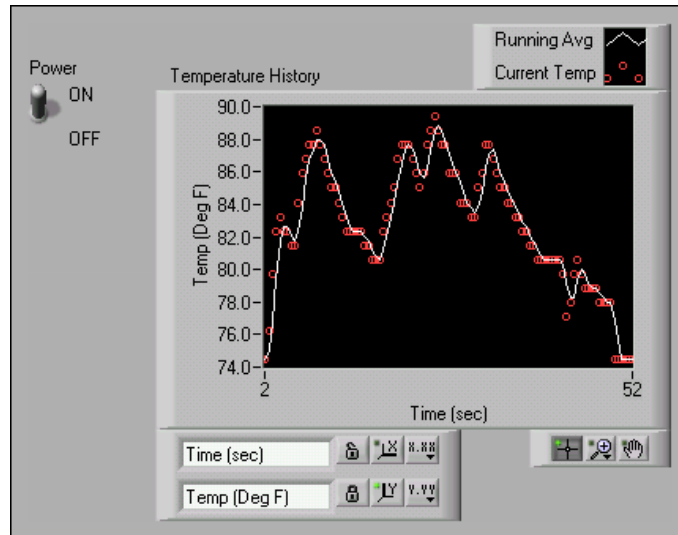 Running Avg
Current Temp
Power
ON
OFF
Temperature History
90.0
88.0
86.0
84.0
82.0
80.0
78.0
76.0
74.0
Temp (Deg F)
2
52
Time (sec)
Time (sec)
X
X.XX
Temp (Deg F)
Y
Y.YY